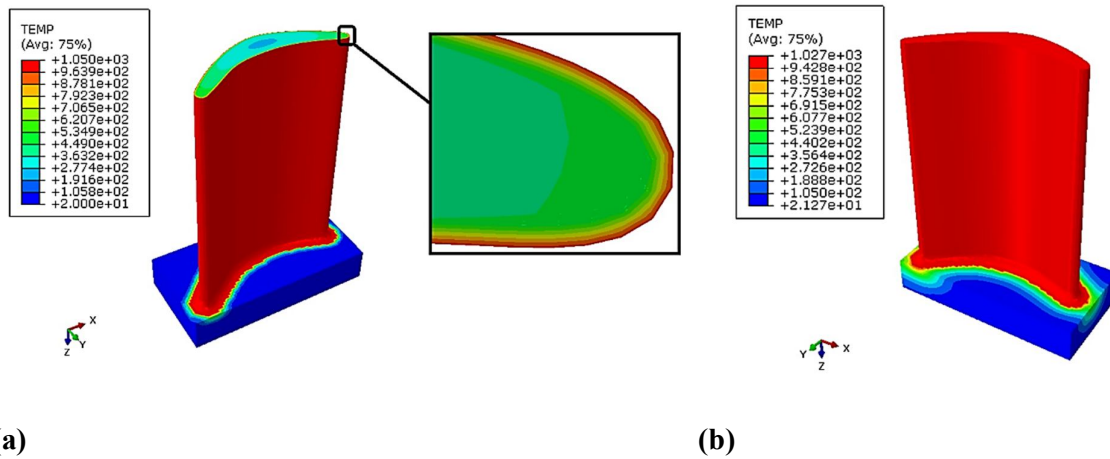 TEMP
(Avg: 75%)
+1.050e+03
+9.639e+02
+8.781e+02
+7.923e+02
+7.065e+02
+6.207e+02
+5.349e+02
+4.490e+02
+3.632e+02
+2.774e+02
+1.916e+02
+1.058e+02
+2.000e+01
X
Y
Z
(a)
TEMP
(Avg: 75%)
+1.027e+03
+9.428e+02
+8.591e+02
+7.753e+02
+6.915e+02
+6.077e+02
+5.239e+02
+4.402e+02
+3.564e+02
+2.726e+02
+1.888e+02
+1.050e+02
+2.127e+01
Y
X
Z
(b)